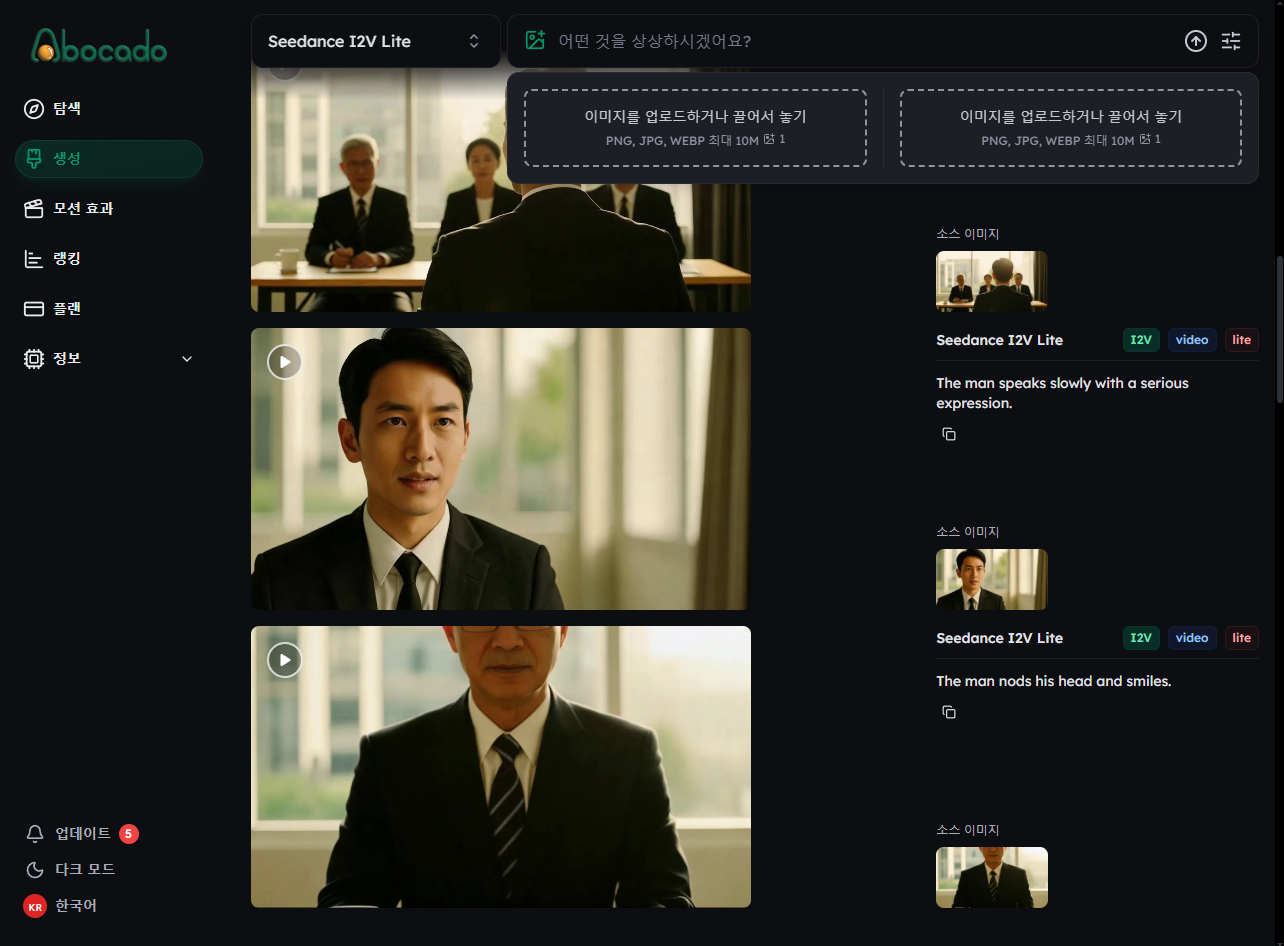 Abocado
탐색
생성
모션 효과
랭킹
플랜
정보
업데이트 5
다크 모드
KR 한국어
Seedance I2V Lite
어떤 것을 상상하시겠어요?
이미지를 업로드하거나 끌어서 놓기
PNG, JPG, WEBP 최대 10M 1
이미지를 업로드하거나 끌어서 놓기
PNG, JPG, WEBP 최대 10M 1
소스 이미지
Seedance I2V Lite I2V video lite
The man speaks slowly with a serious
expression.
소스 이미지
Seedance I2V Lite I2V video lite
The man nods his head and smiles.
소스 이미지